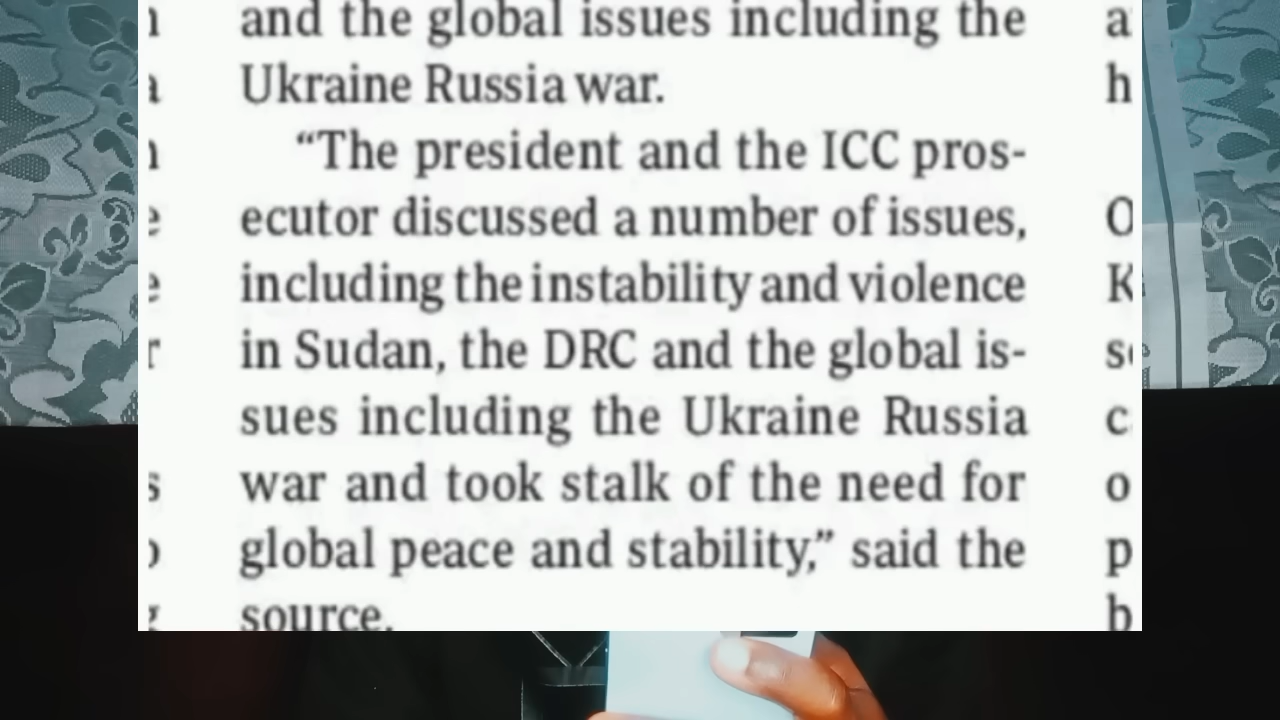 and the global issues including the
Ukraine Russia war.
“The president and the ICC pros-
ecutor discussed a number of issues,
including the instability and violence
in Sudan, the DRC and the global is-
sues including the Ukraine Russia
war and took stalk of the need for
global peace and stability,” said the
source.